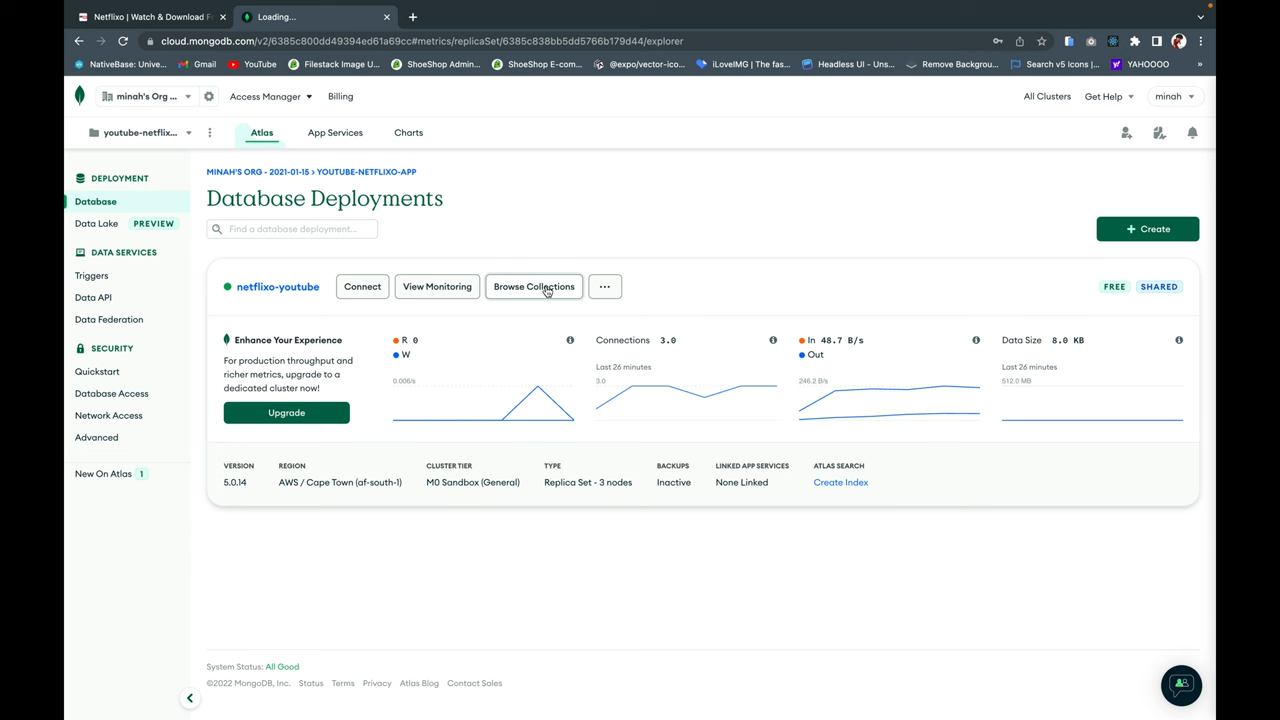 Netflixo | Watch & Download F
Loading...
cloud.mongodb.com/v2/6385c800dd49394ed61a69cc#metrics/replicaSet/6385c838bb5dd5766b179d44/explorer
NativeBase: Unive... Gmail YouTube Filestack Image U... ShoeShop Admin... ShoeShop E-com... @expo/vector-ico... iLoveIMG | The fas... Headless UI - Uns... Remove Backgrou... Search v5 Icons |... YAHOOOO »
minah's Org ... Access Manager Billing All Clusters Get Help minah
youtube-netflix... Atlas App Services Charts
DEPLOYMENT
Database
Data Lake PREVIEW
DATA SERVICES
Triggers
Data API
Data Federation
SECURITY
Quickstart
Database Access
Network Access
Advanced
New On Atlas 1
MINAH'S ORG - 2021-01-15 > YOUTUBE-NETFLIXO-APP
Database Deployments
Find a database deployment...
+ Create
netflixo-youtube Connect View Monitoring Browse Collections ... FREE SHARED
Enhance Your Experience
For production throughput and
richer metrics, upgrade to a
dedicated cluster now!
Upgrade
R 0
W
0.006/s
Connections 3.0
Last 26 minutes
3.0
In 48.7 B/s
Out
246.2 B/s
Data Size 8.0 KB
Last 26 minutes
512.0 MB
VERSION REGION CLUSTER TIER TYPE BACKUPS LINKED APP SERVICES ATLAS SEARCH
5.0.14 AWS / Cape Town (af-south-1) M0 Sandbox (General) Replica Set - 3 nodes Inactive None Linked Create Index
System Status: All Good
©2022 MongoDB, Inc. Status Terms Privacy Atlas Blog Contact Sales